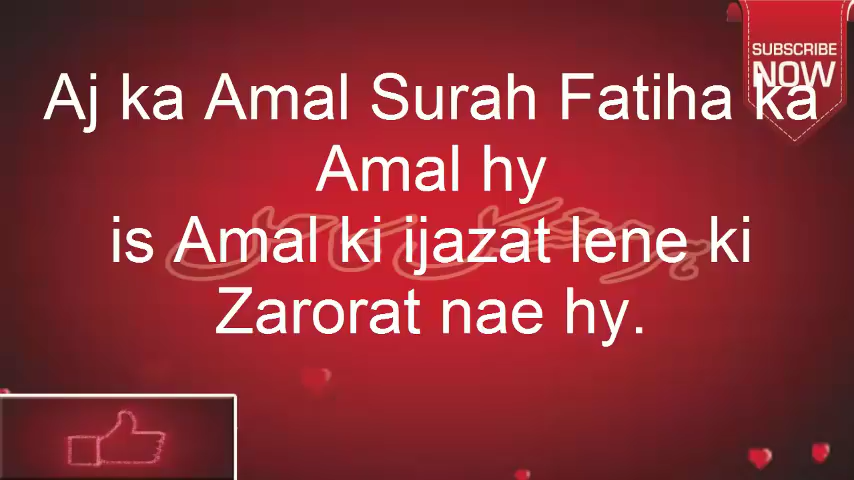 SUBSCRIBE
NOW
Aj ka Amal Surah Fatiha ka
Amal hy
is Amal ki ijazat lene ki
Zarorat nae hy.